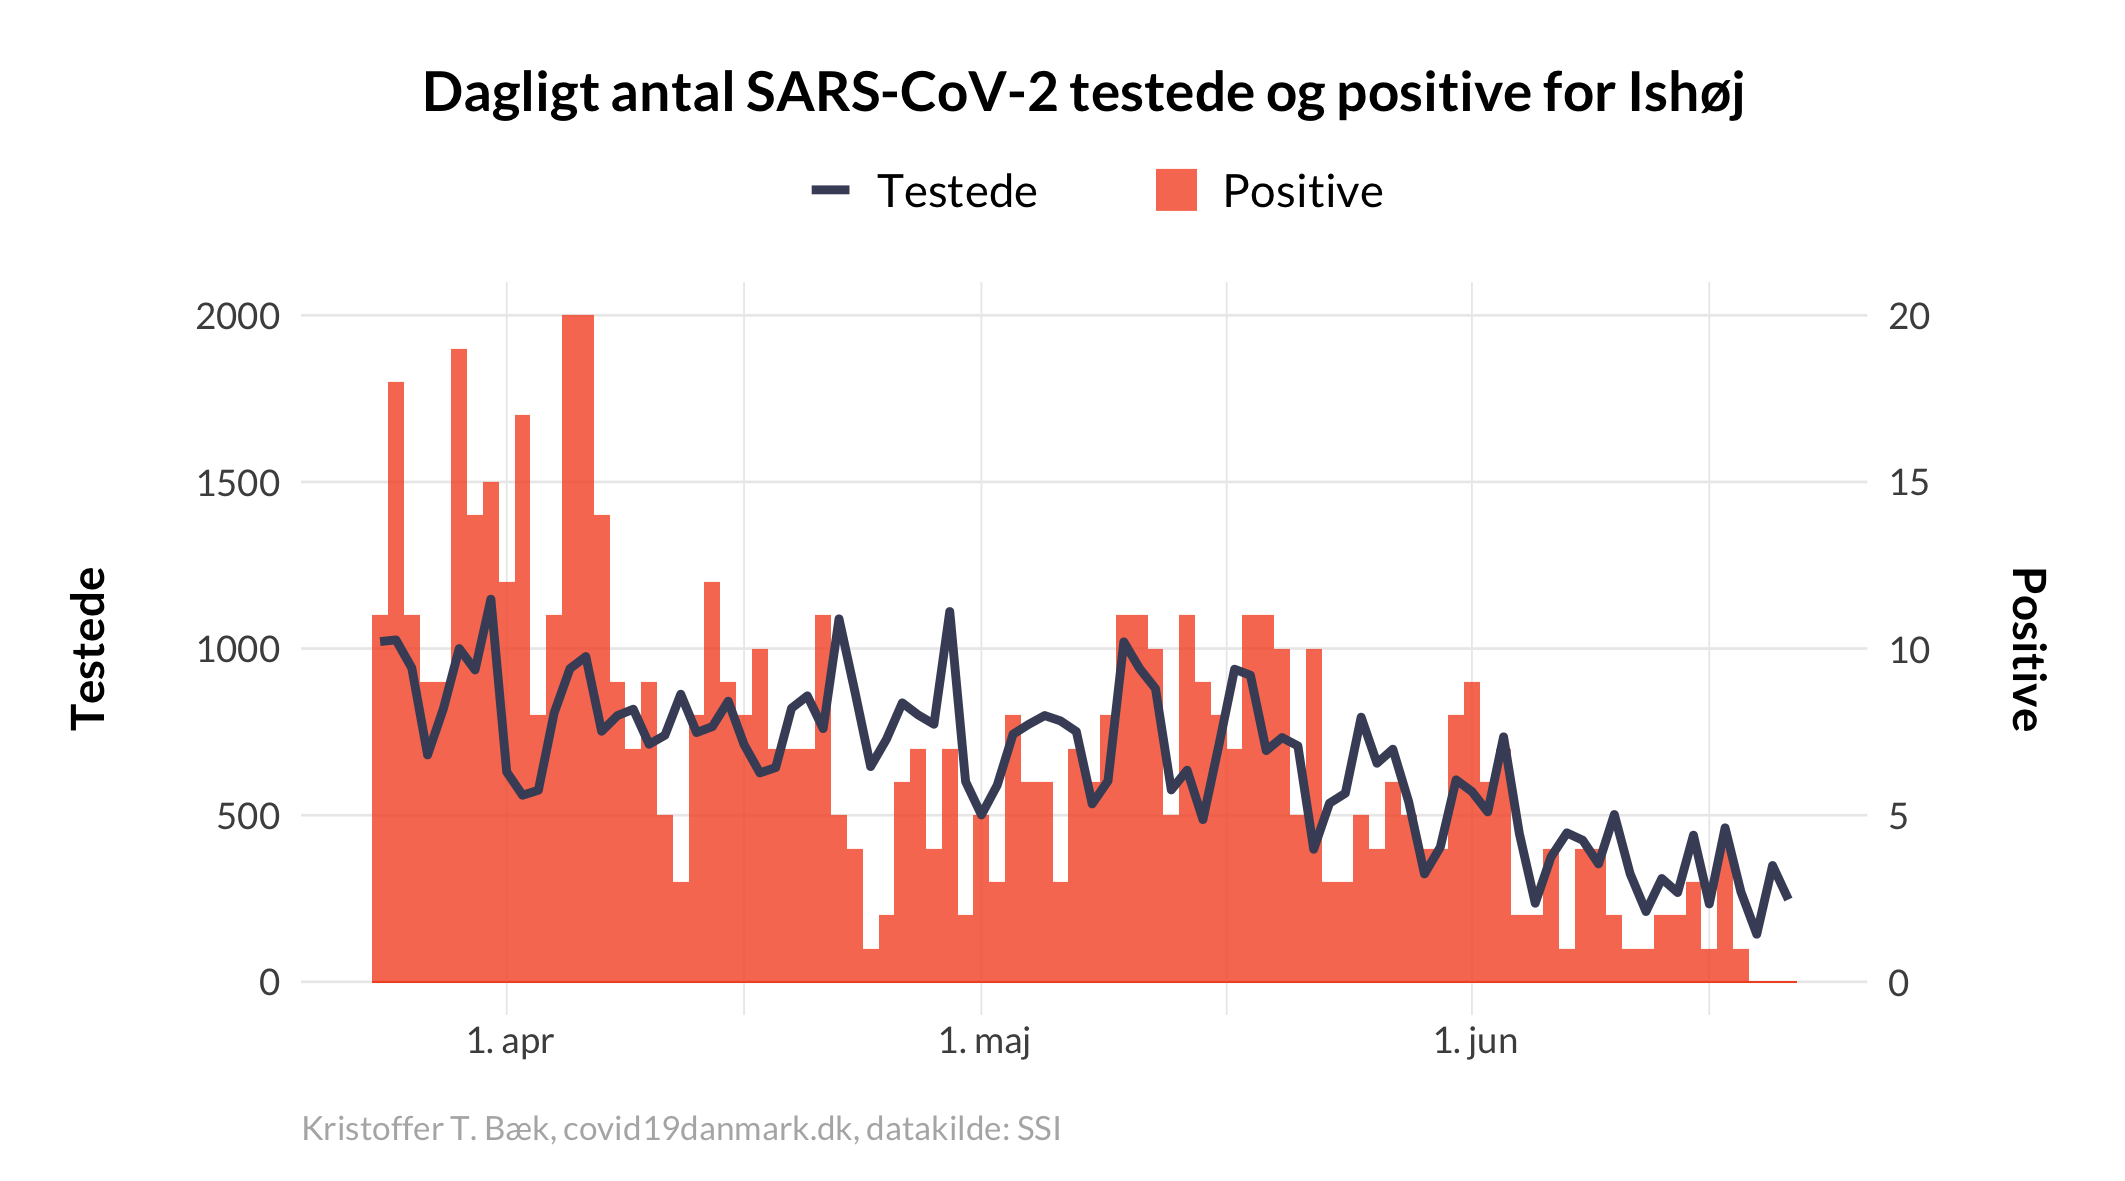 Dagligt antal SARS-CoV-2 testede og positive for Ishøj
Testede
Positive
2000
1500
1000
500
0
20
15
10
5
0
Testede
Positive
1. apr
1. maj
1. jun
Kristoffer T. Bæk, covid19danmark.dk, datakilde: SSI